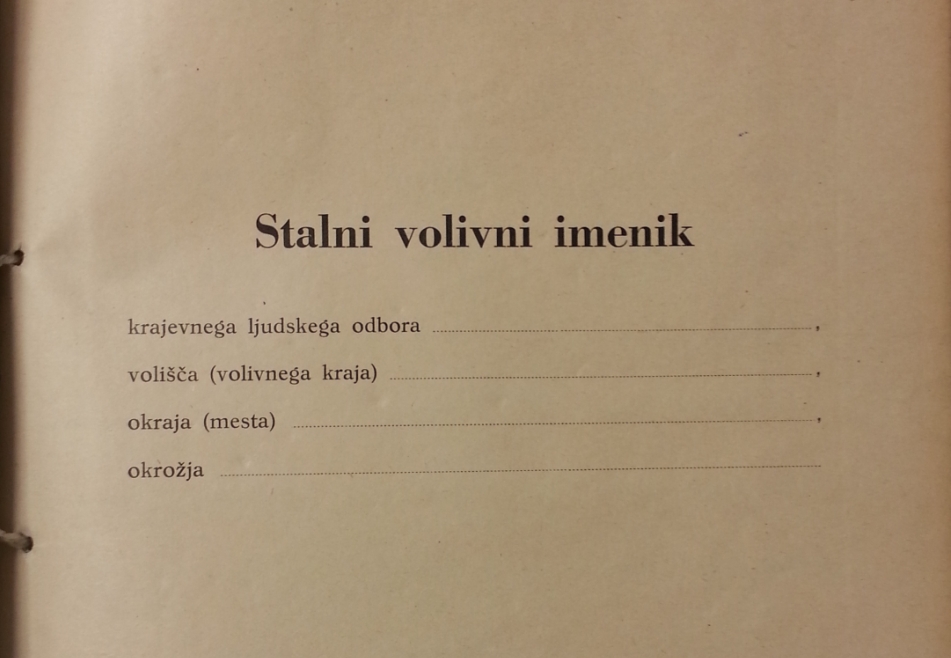 Stalni volivni imenik
krajevnega ljudskega odbora ........................................,
volišča (volivnega kraja) ........................................,
okraja (mesta) ........................................,
okrožja ........................................